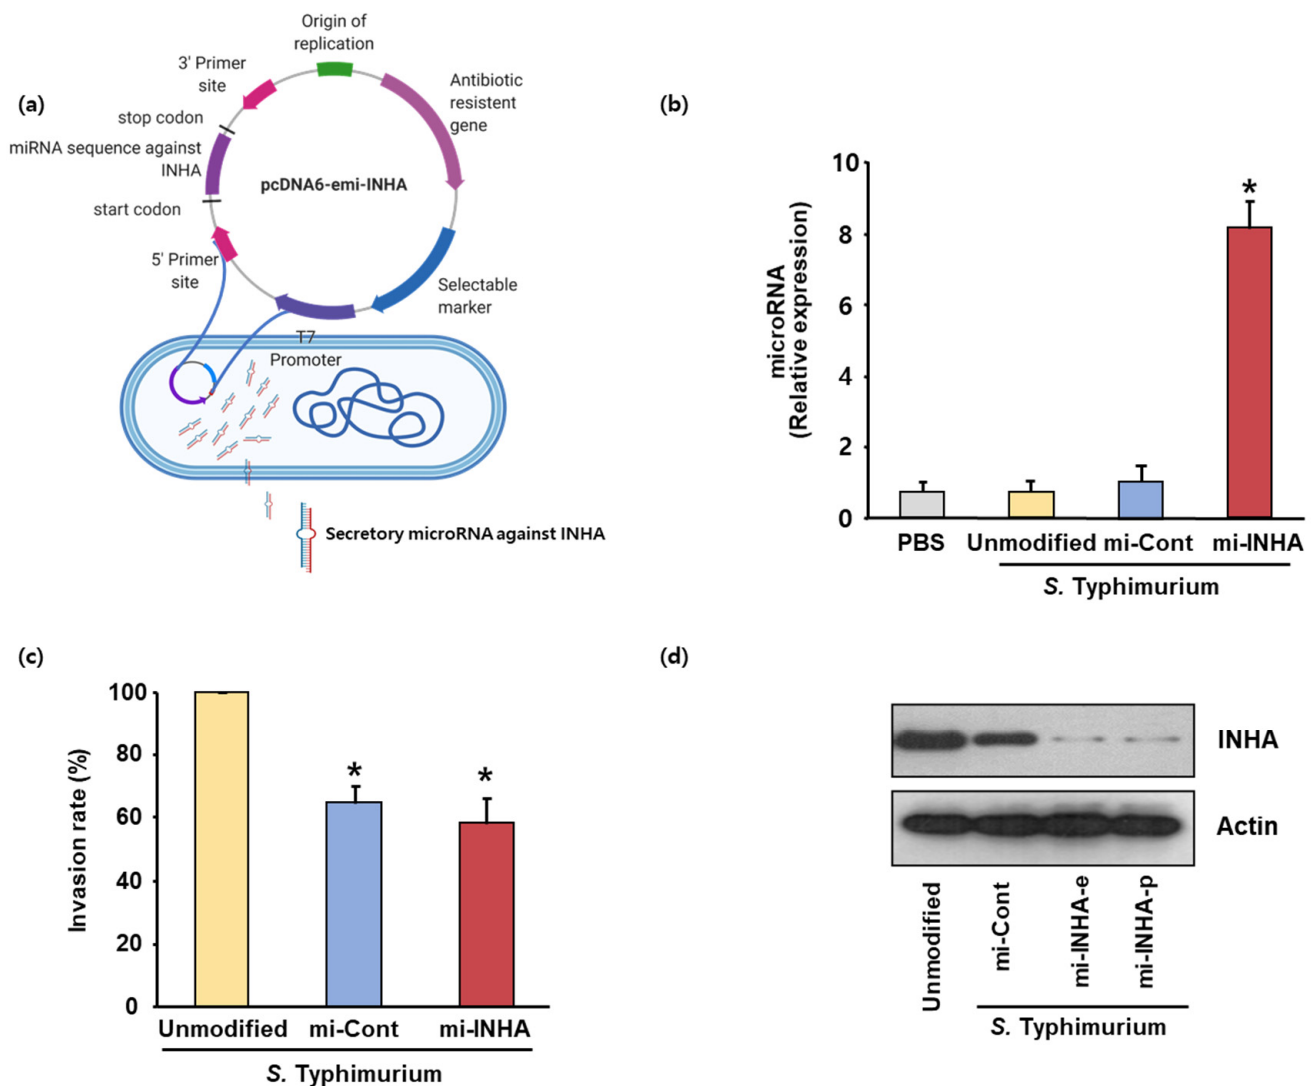 (a)
Origin of
replication
3' Primer
site
Antibiotic
resistent
gene
stop codon
miRNA sequence against
INHA
pcDNA6-emi-INHA
start codon
5' Primer
site
Selectable
marker
T7
Promoter
Secretory microRNA against INHA
(b)
microRNA
(Relative expression)
10
8
6
4
2
0
*
PBS
Unmodified
mi-Cont
mi-INHA
S. Typhimurium
(c)
Invasion rate (%)
100
80
60
40
20
0
*
*
Unmodified
mi-Cont
mi-INHA
S. Typhimurium
(d)
INHA
Actin
Unmodified
mi-Cont
mi-INHA-e
mi-INHA-p
S. Typhimurium